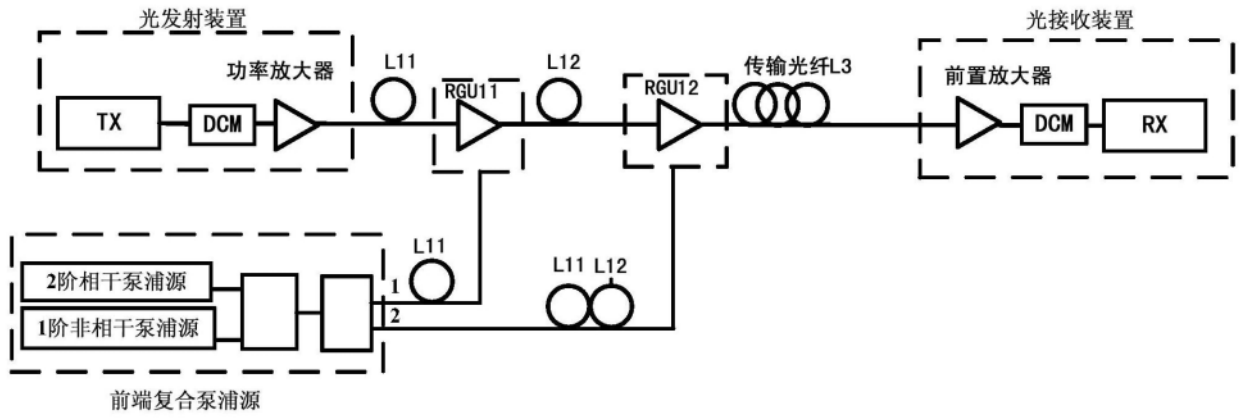 光发射装置
光接收装置
功率放大器
L11
RGU11
L12
RGU12
传输光纤L3
前置放大器
TX
DCM
DCM
RX
L11
L11
L12
2阶相干泵浦源
1
1阶非相干泵浦源
2
前端复合泵浦源